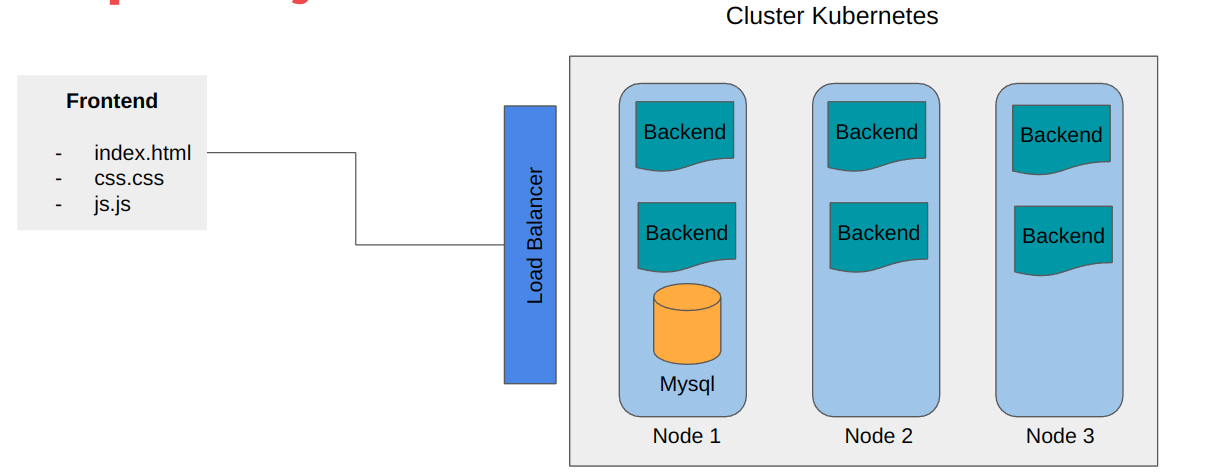 Cluster Kubernetes
Frontend
- index.html
- css.css
- js.js
Load Balancer
Backend
Backend
Mysql
Node 1
Backend
Backend
Node 2
Backend
Backend
Node 3